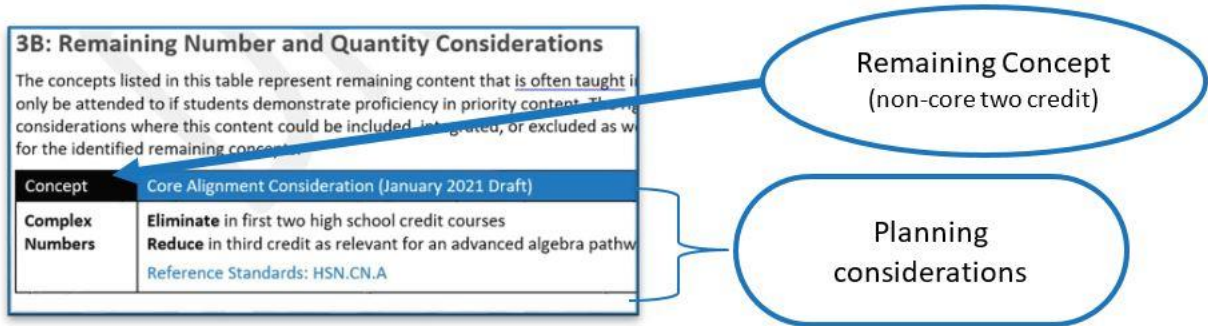 3B: Remaining Number and Quantity Considerations
The concepts listed in this table represent remaining content that is often taught
only be attended to if students demonstrate proficiency in priority content. The
considerations where this content could be included, integrated, or excluded as
for the identified remaining
Concept
Core Alignment Consideration (January 2021 Draft)
Complex
Numbers
Eliminate in first two high school credit courses
Reduce in third credit as relevant for an advanced algebra
Reference Standards: HSN.CN.A
Remaining Concept
(non-core two credit)
Planning
considerations